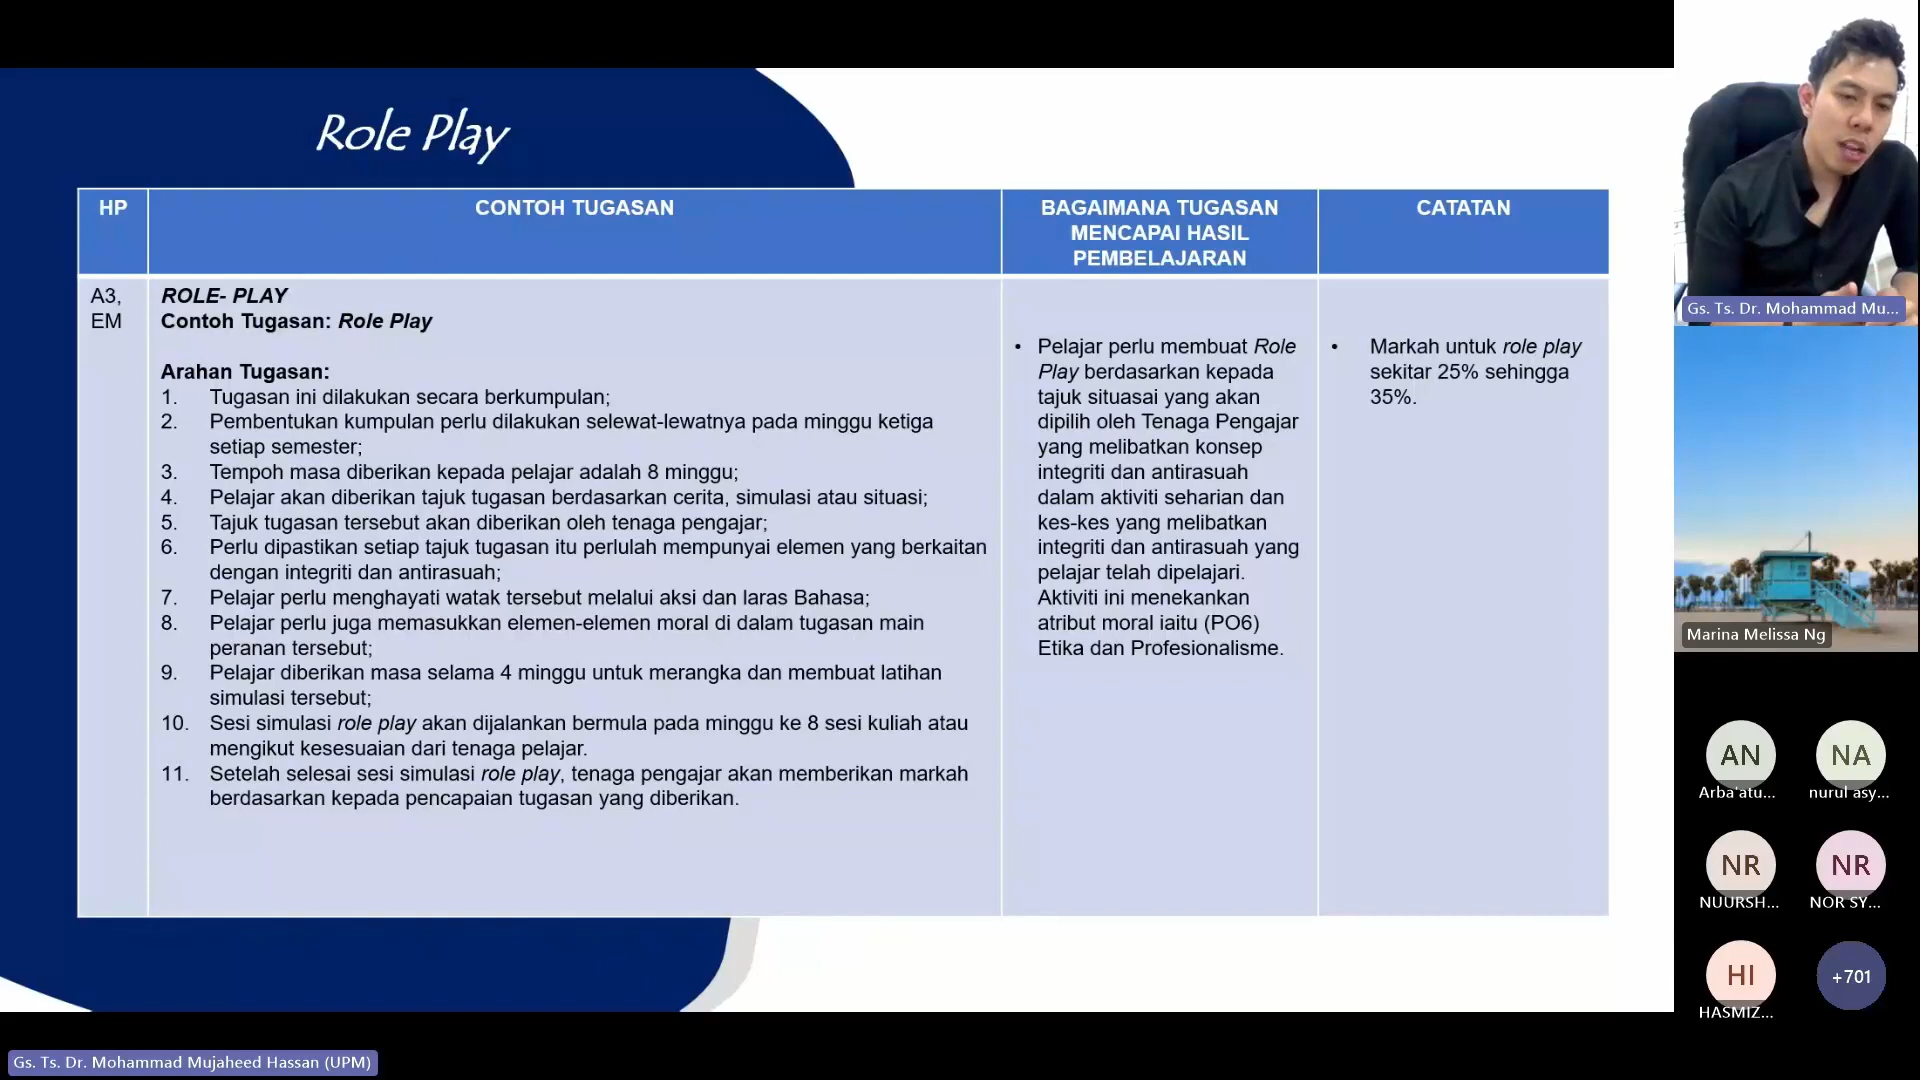 Role Play
HP
CONTOH TUGASAN
BAGAIMANA TUGASAN
MENCAPAI HASIL
PEMBELAJARAN
CATATAN
A3,
EM
ROLE- PLAY
Contoh Tugasan: Role Play
Arahan Tugasan:
1. Tugasan ini dilakukan secara berkumpulan;
2. Pembentukan kumpulan perlu dilakukan selewat-lewatnya pada minggu ketiga
setiap semester;
3. Tempoh masa diberikan kepada pelajar adalah 8 minggu;
4. Pelajar akan diberikan tajuk tugasan berdasarkan cerita, simulasi atau situasi;
5. Tajuk tugasan tersebut akan diberikan oleh tenaga pengajar;
6. Perlu dipastikan setiap tajuk tugasan itu perlulah mempunyai elemen yang berkaitan
dengan integriti dan antirasuah;
7. Pelajar perlu menghayati watak tersebut melalui aksi dan laras Bahasa;
8. Pelajar perlu juga memasukkan elemen-elemen moral di dalam tugasan main
peranan tersebut;
9. Pelajar diberikan masa selama 4 minggu untuk merangka dan membuat latihan
simulasi tersebut;
10. Sesi simulasi role play akan dijalankan bermula pada minggu ke 8 sesi kuliah atau
mengikut kesesuaian dari tenaga pelajar.
11. Setelah selesai sesi simulasi role play, tenaga pengajar akan memberikan markah
berdasarkan kepada pencapaian tugasan yang diberikan.
• Pelajar perlu membuat Role
Play berdasarkan kepada
tajuk situasai yang akan
dipilih oleh Tenaga Pengajar
yang melibatkan konsep
integriti dan antirasuah
dalam aktiviti seharian dan
kes-kes yang melibatkan
integriti dan antirasuah yang
pelajar telah dipelajari.
Aktiviti ini menekankan
atribut moral iaitu (PO6)
Etika dan Profesionalisme.
• Markah untuk role play
sekitar 25% sehingga
35%.
Gs. Ts. Dr. Mohammad Mu...
Marina Melissa Ng
AN
Arba'atu...
NA
nurul asy...
NR
NUURSH...
NR
NOR SY...
HI
HASMIZ...
+701
Gs. Ts. Dr. Mohammad Mujaheed Hassan (UPM)